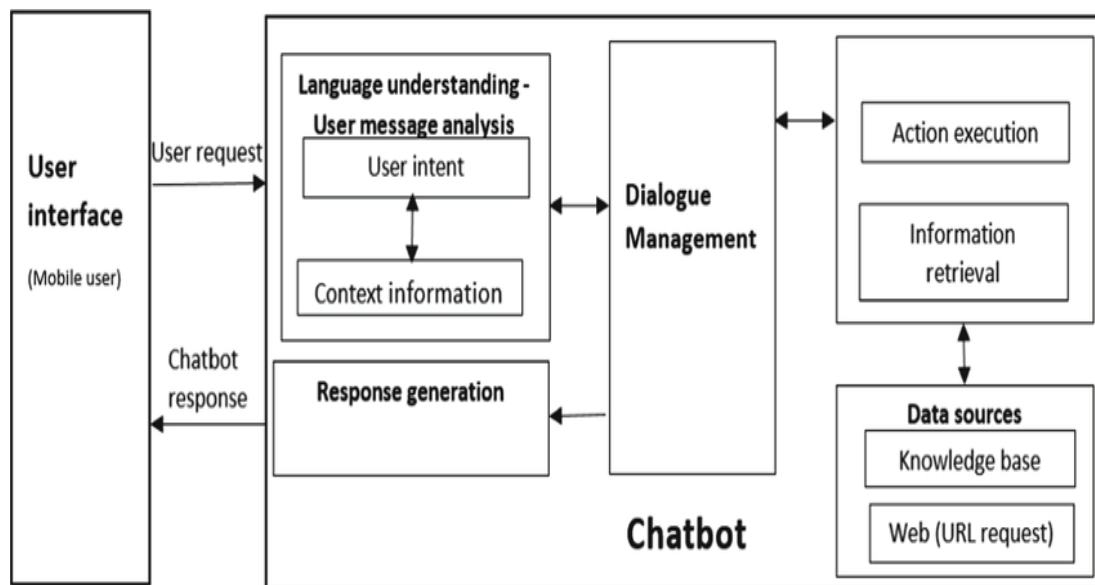 User
interface
(Mobile user)
User request
Chatbot
response
Language understanding -
User message analysis
User intent
Context information
Response generation
Dialogue
Management
Action execution
Information
retrieval
Data sources
Knowledge base
Web (URL request)
Chatbot